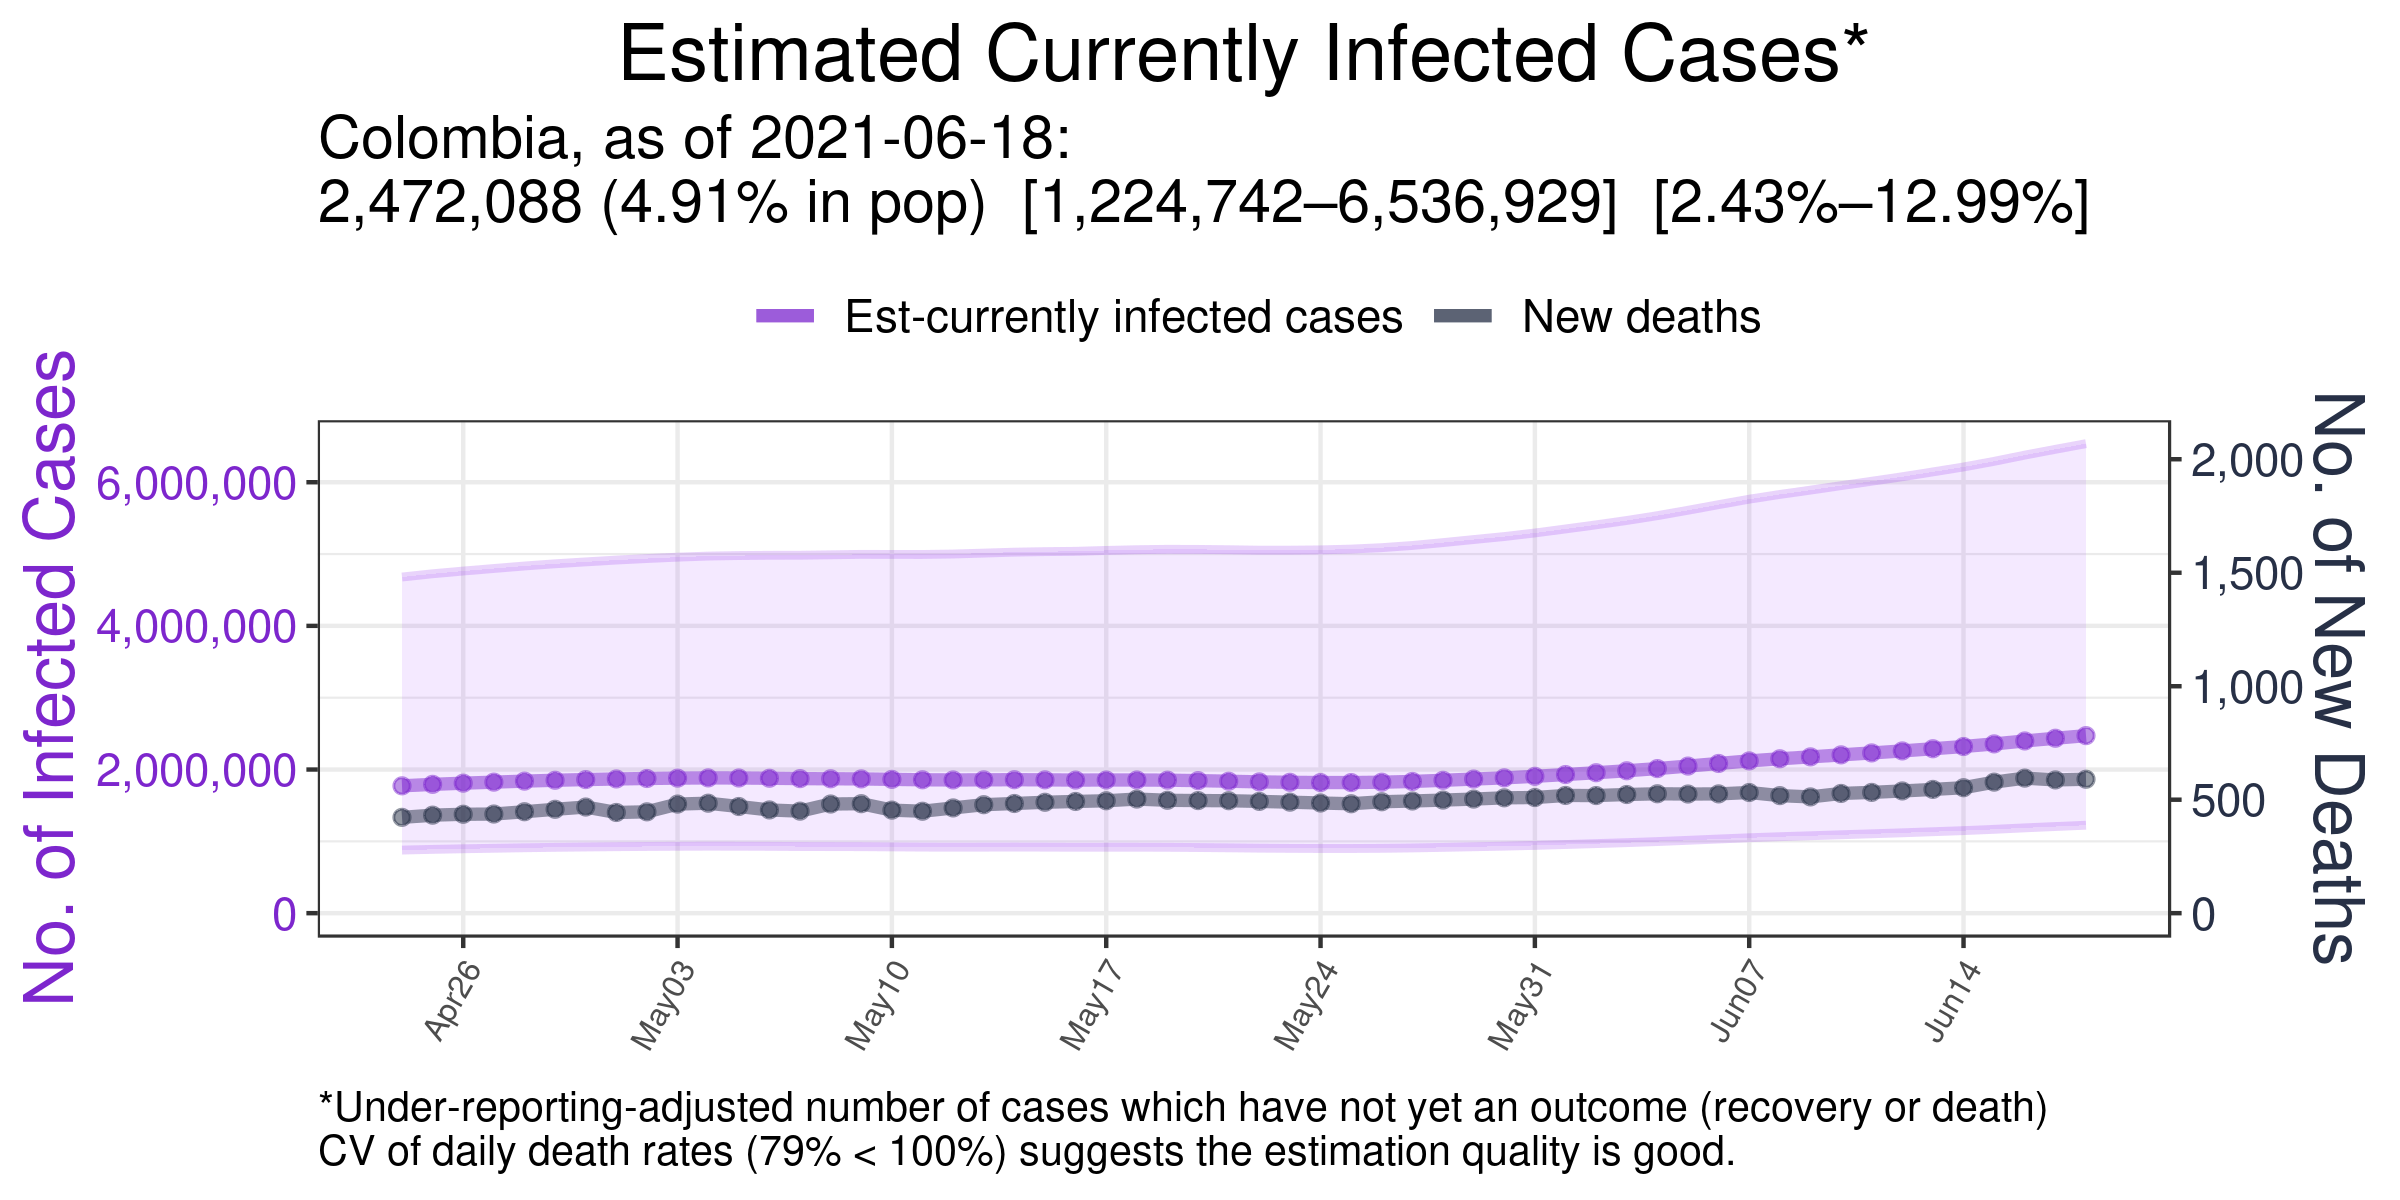 Estimated Currently Infected Cases*
Colombia, as of 2021-06-18:
2,472,088 (4.91% in pop) [1,224,742–6,536,929] [2.43%–12.99%]
Est-currently infected cases
New deaths
No. of Infected Cases
6,000,000
4,000,000
2,000,000
0
2,000
1,500
1,000
500
0
No. of New Deaths
Apr26
May03
May10
May17
May24
May31
Jun07
Jun14
*Under-reporting-adjusted number of cases which have not yet an outcome (recovery or death)
CV of daily death rates (79% < 100%) suggests the estimation quality is good.